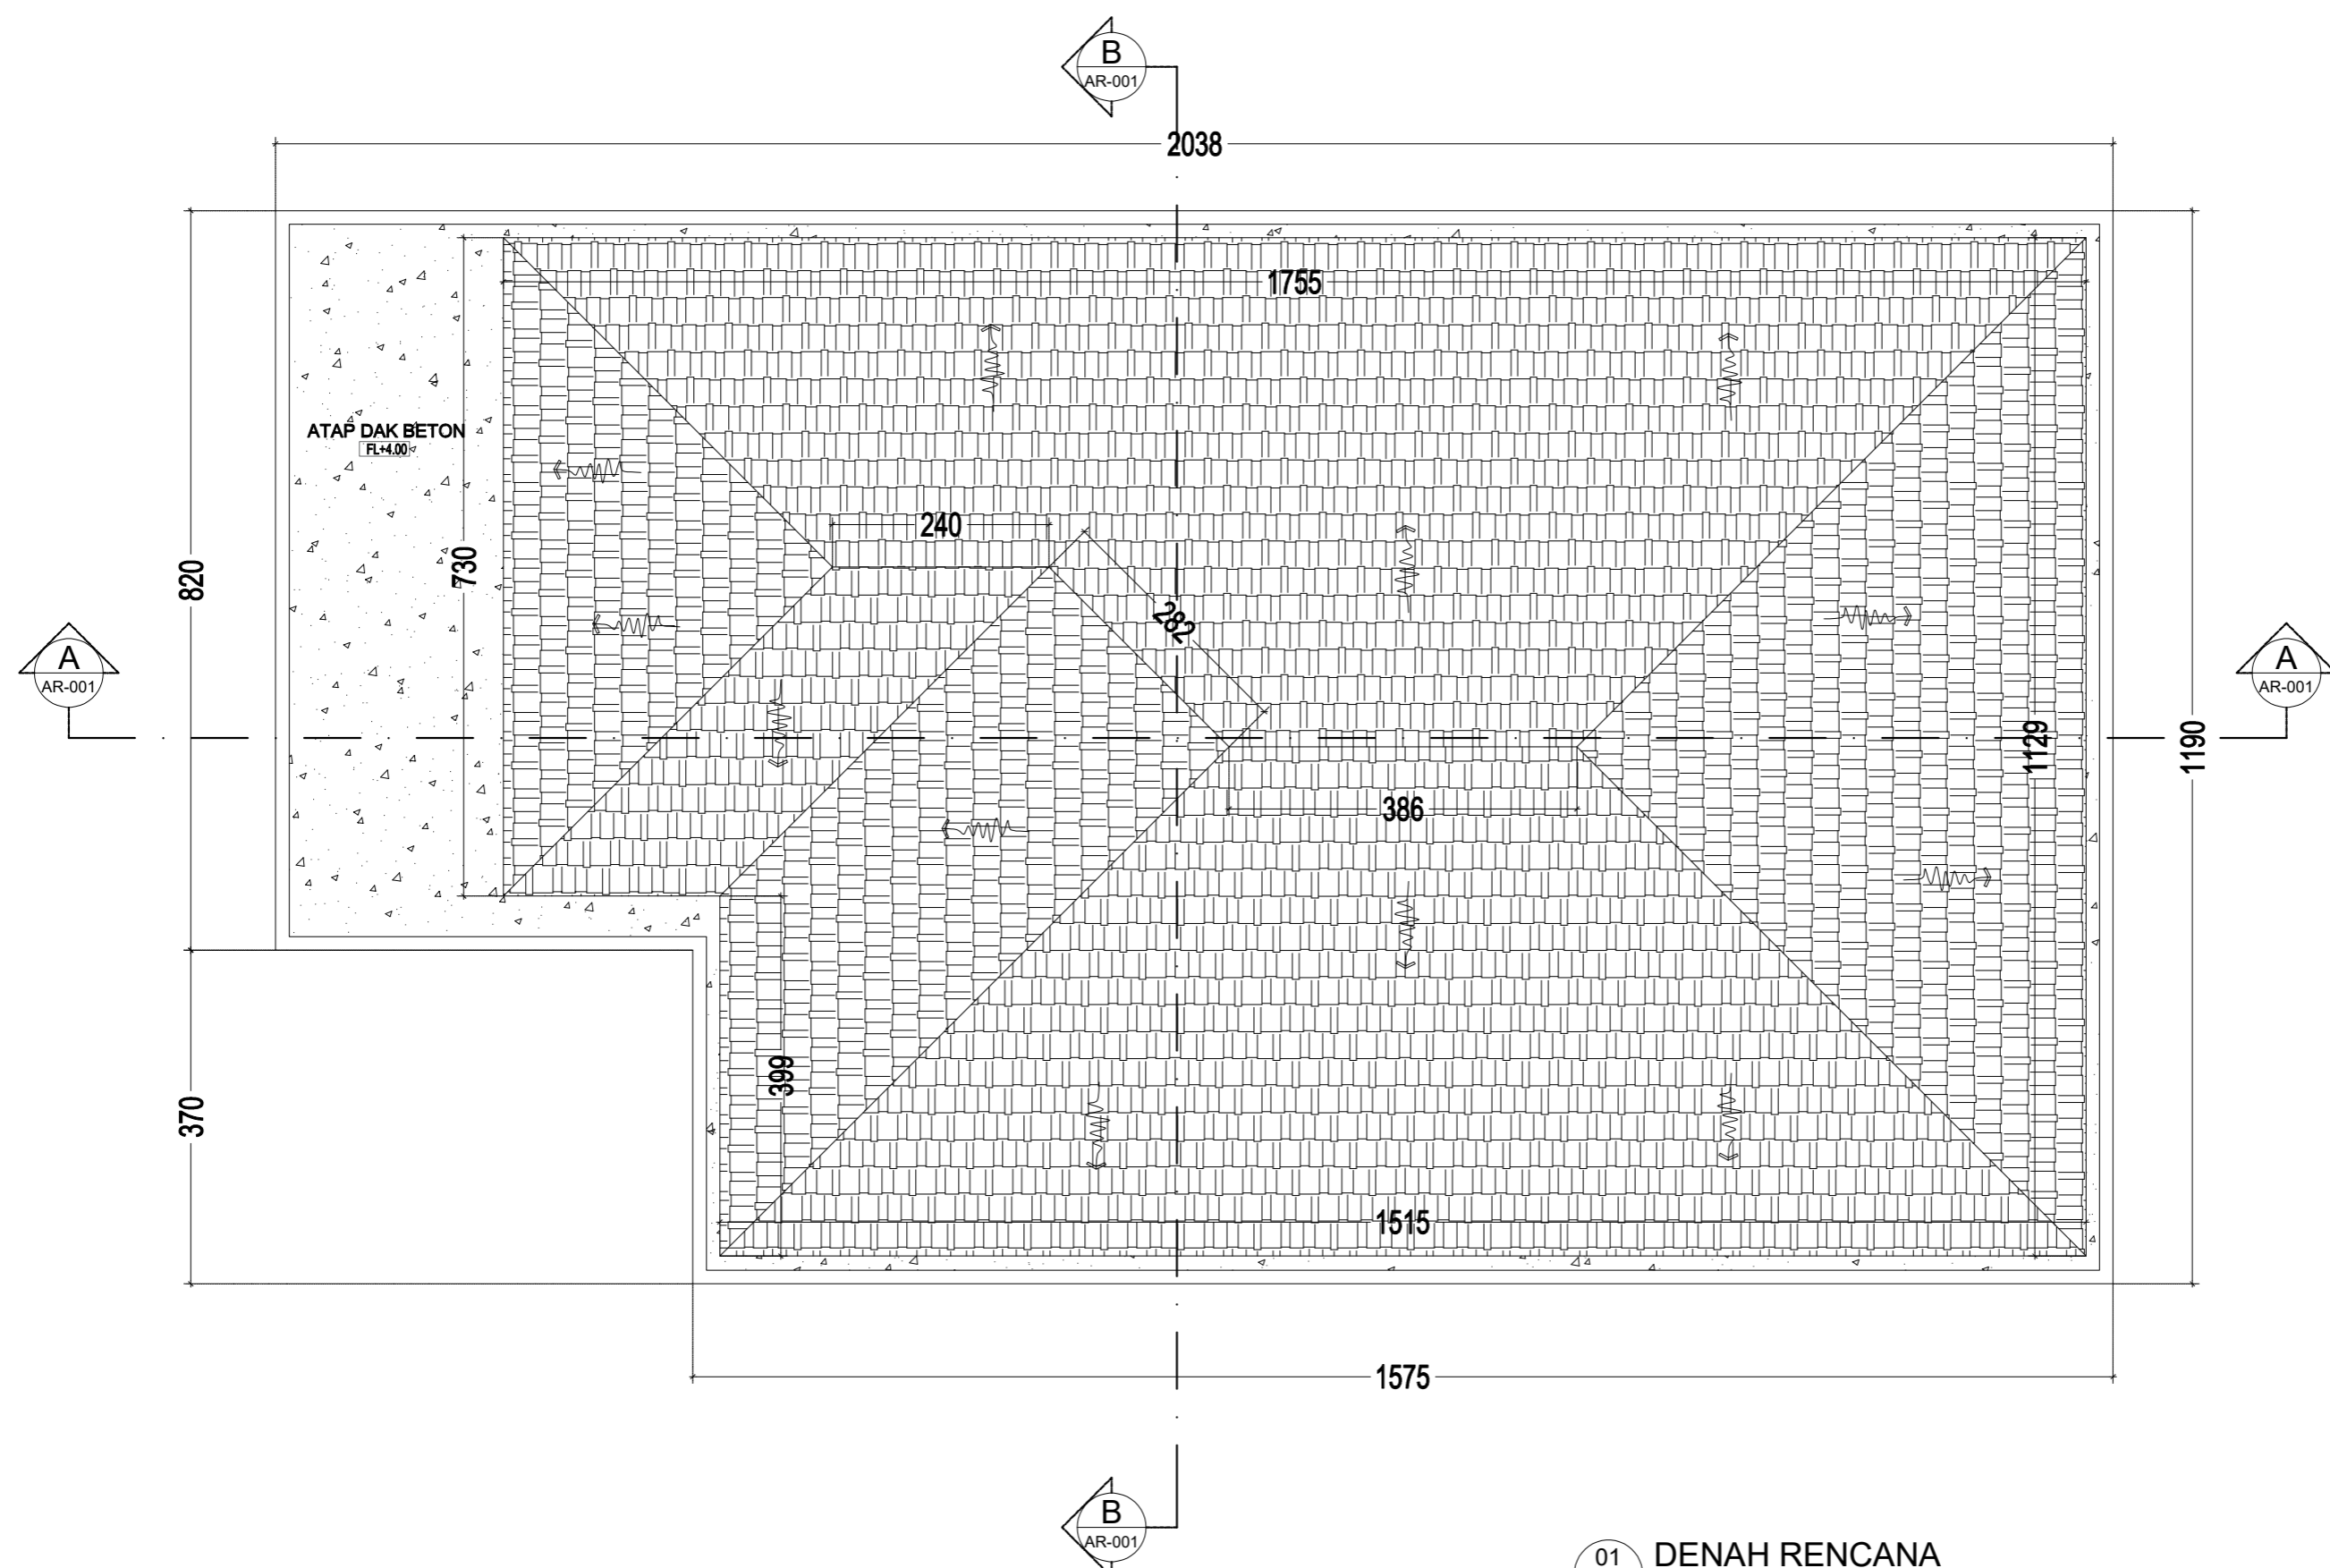 B
AR-001
2038
1755
ATAP DAK BETON
FL+4.00
240
820
730
282
A
AR-001
A
AR-001
1129
1190
386
399
370
1515
1575
B
AR-001
01
DENAH RENCANA